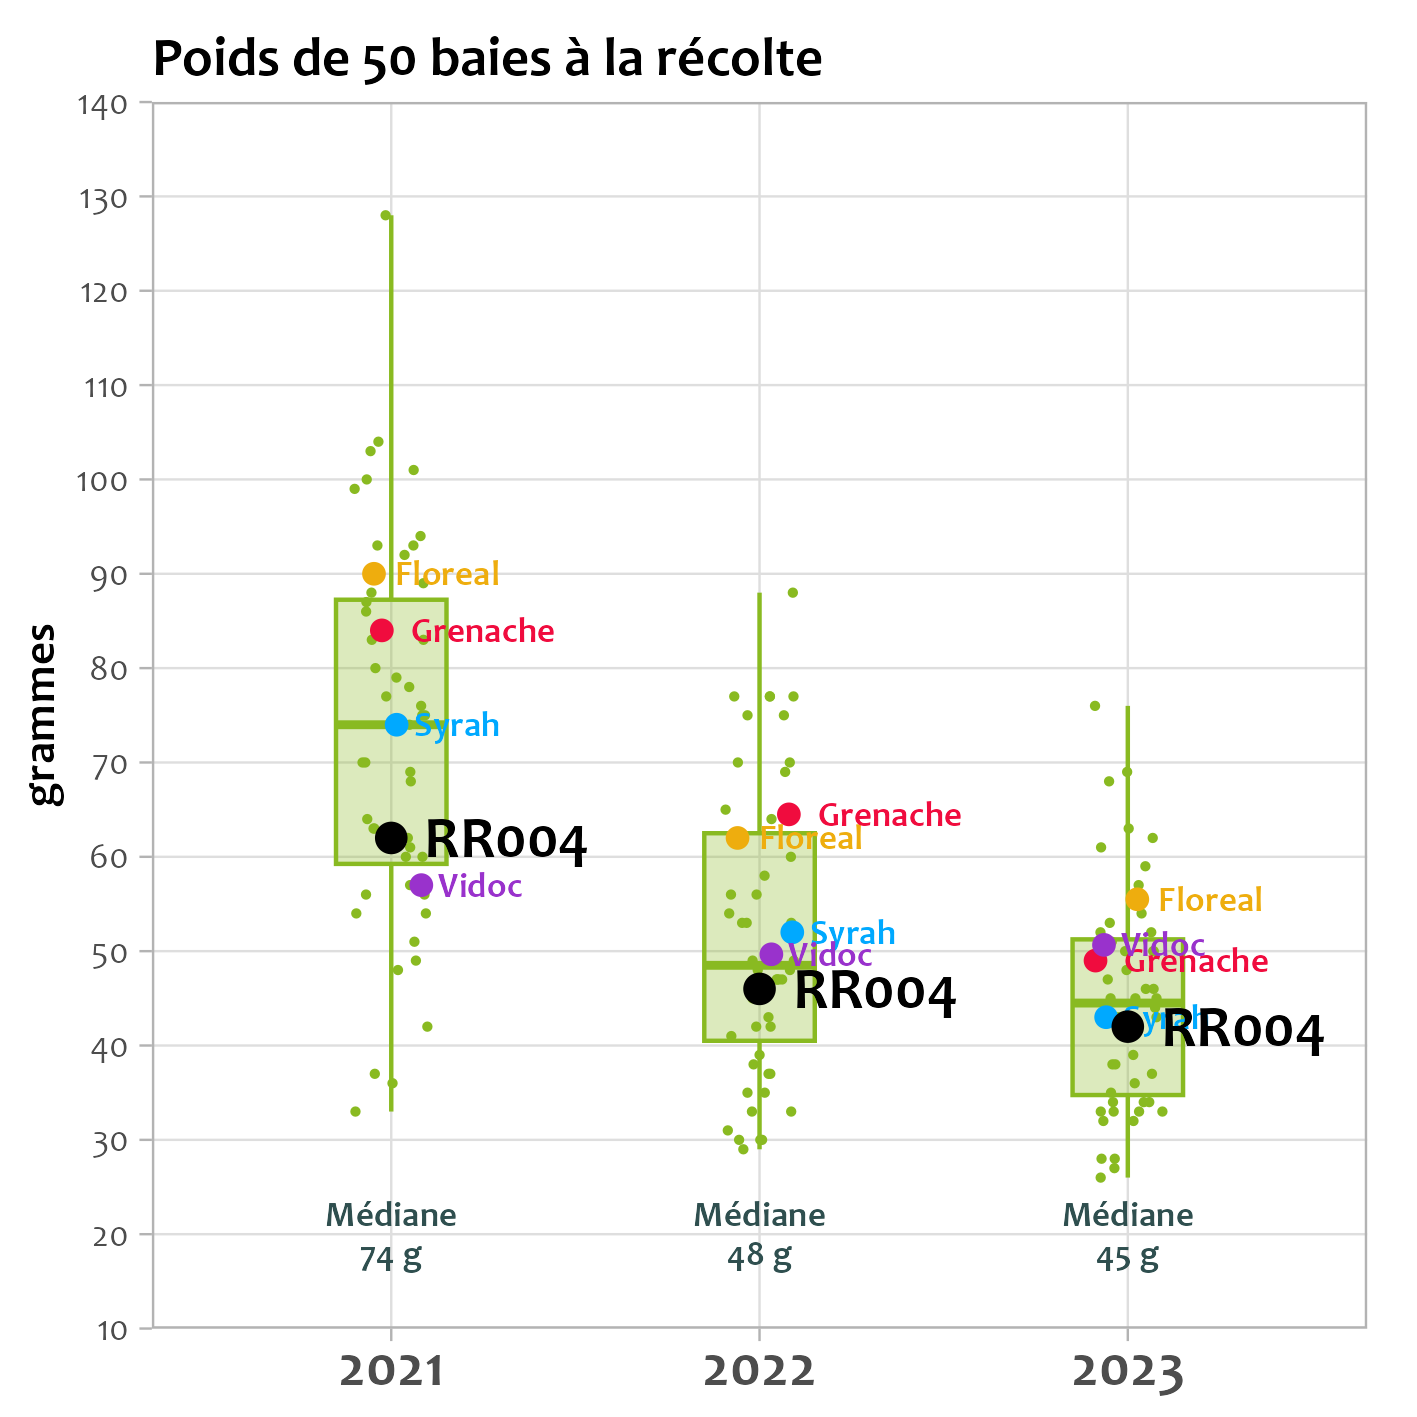 Poids de 50 baies à la récolte
grammes
140
130
120
110
100
90
80
70
60
50
40
30
20
10
Floreal
Grenache
Syrah
RR004
Vidoc
Grenache
Floreal
Syrah
Vidoc
RR004
Floreal
Vidoc
Grenache
Syrah
RR004
Médiane
74 g
Médiane
48 g
Médiane
45 g
2021
2022
2023